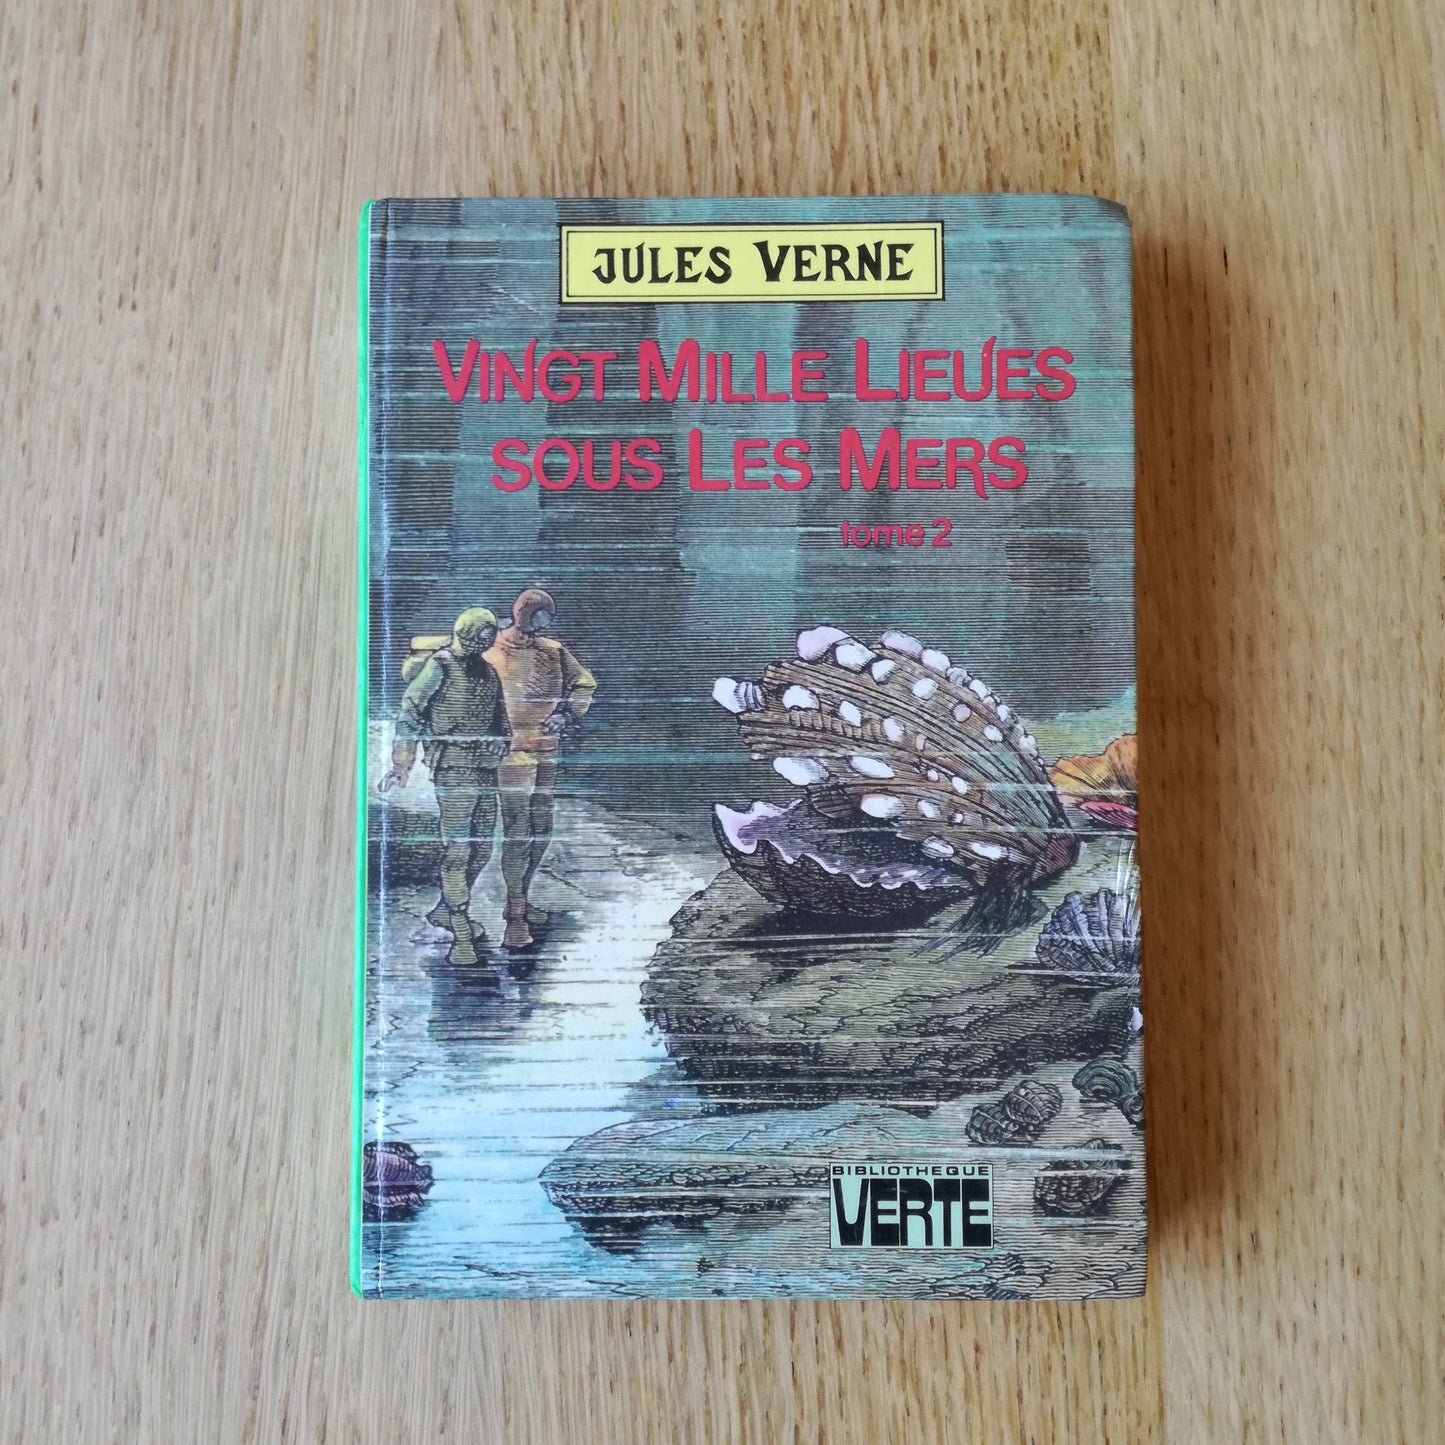 JULES VERNE
VINGT MILLE LIEUES
SOUS LES MERS
tome 2
BIBLIOTHEQUE
VERTE